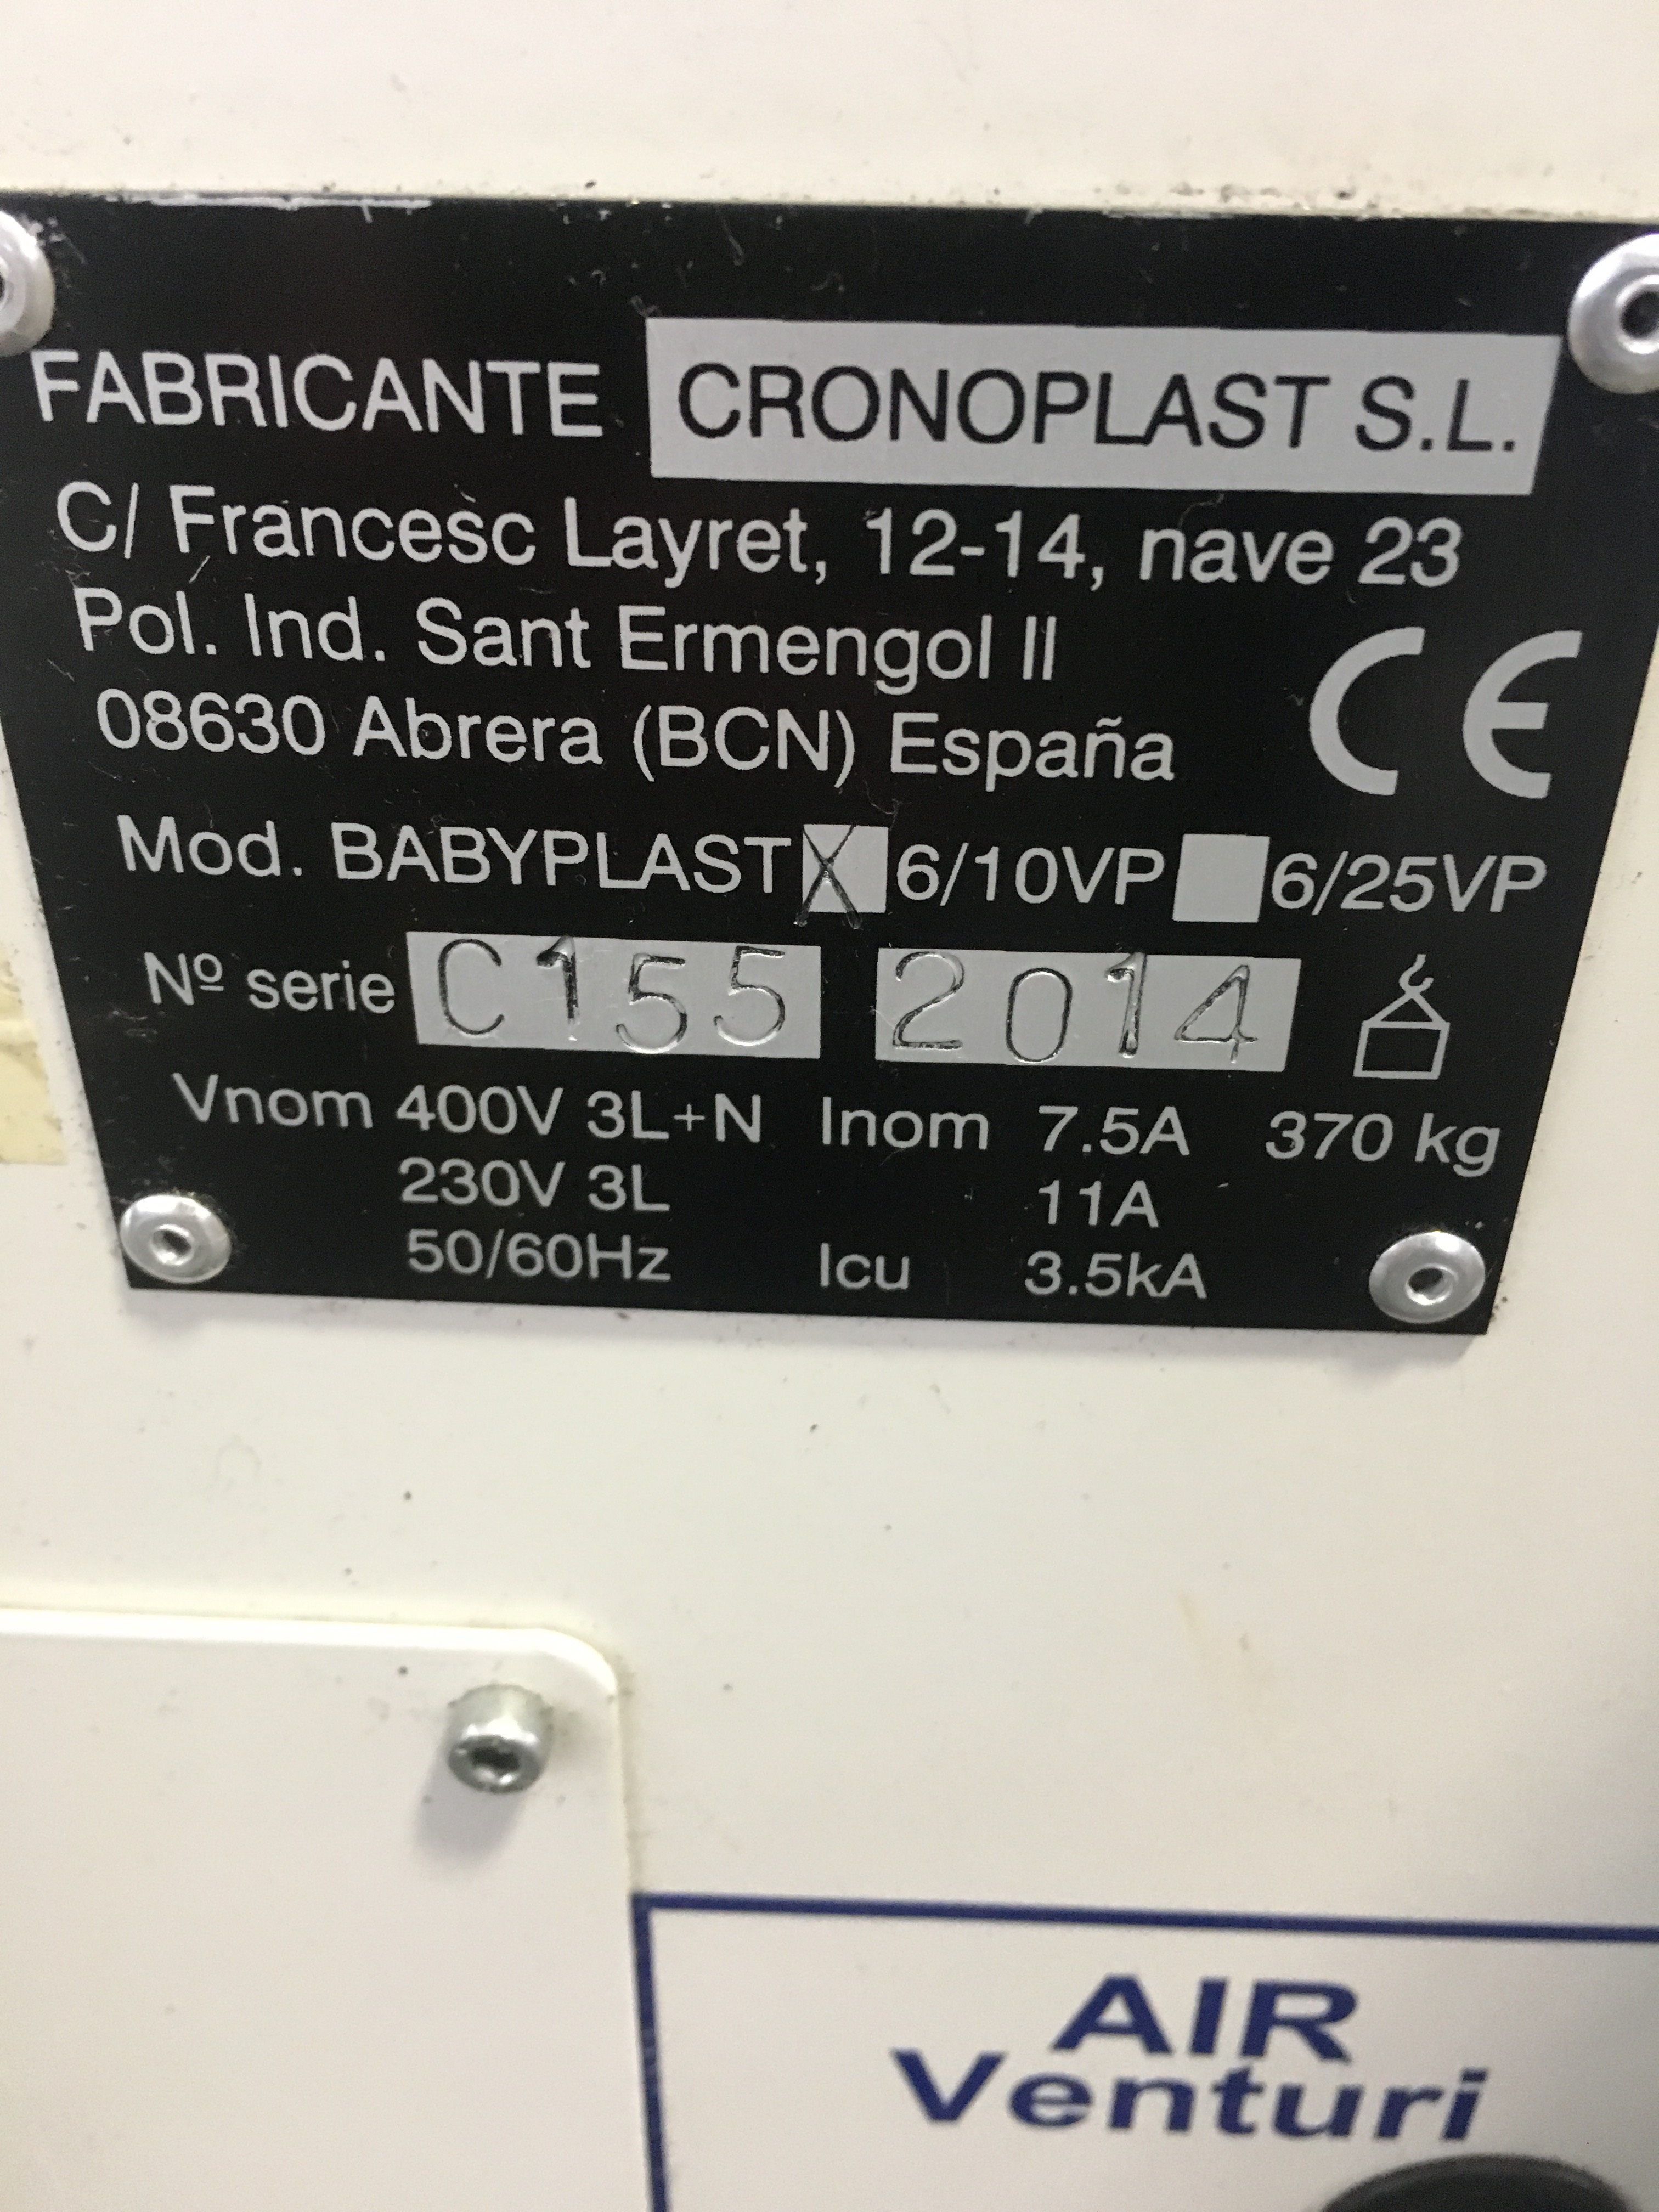 FABRICANTE CRONOPLAST S.L.
C/ Francesc Layret, 12-14, nave 23
Pol. Ind. Sant Ermengol II
08630 Abrera (BCN) España
CE
Mod. BABYPLAST X 6/10VP 6/25VP
Nº serie C155 2014
Vnom 400V 3L+N Inom 7.5A 370 kg
230V 3L 11A
50/60Hz Icu 3.5kA
AIR
Venturi